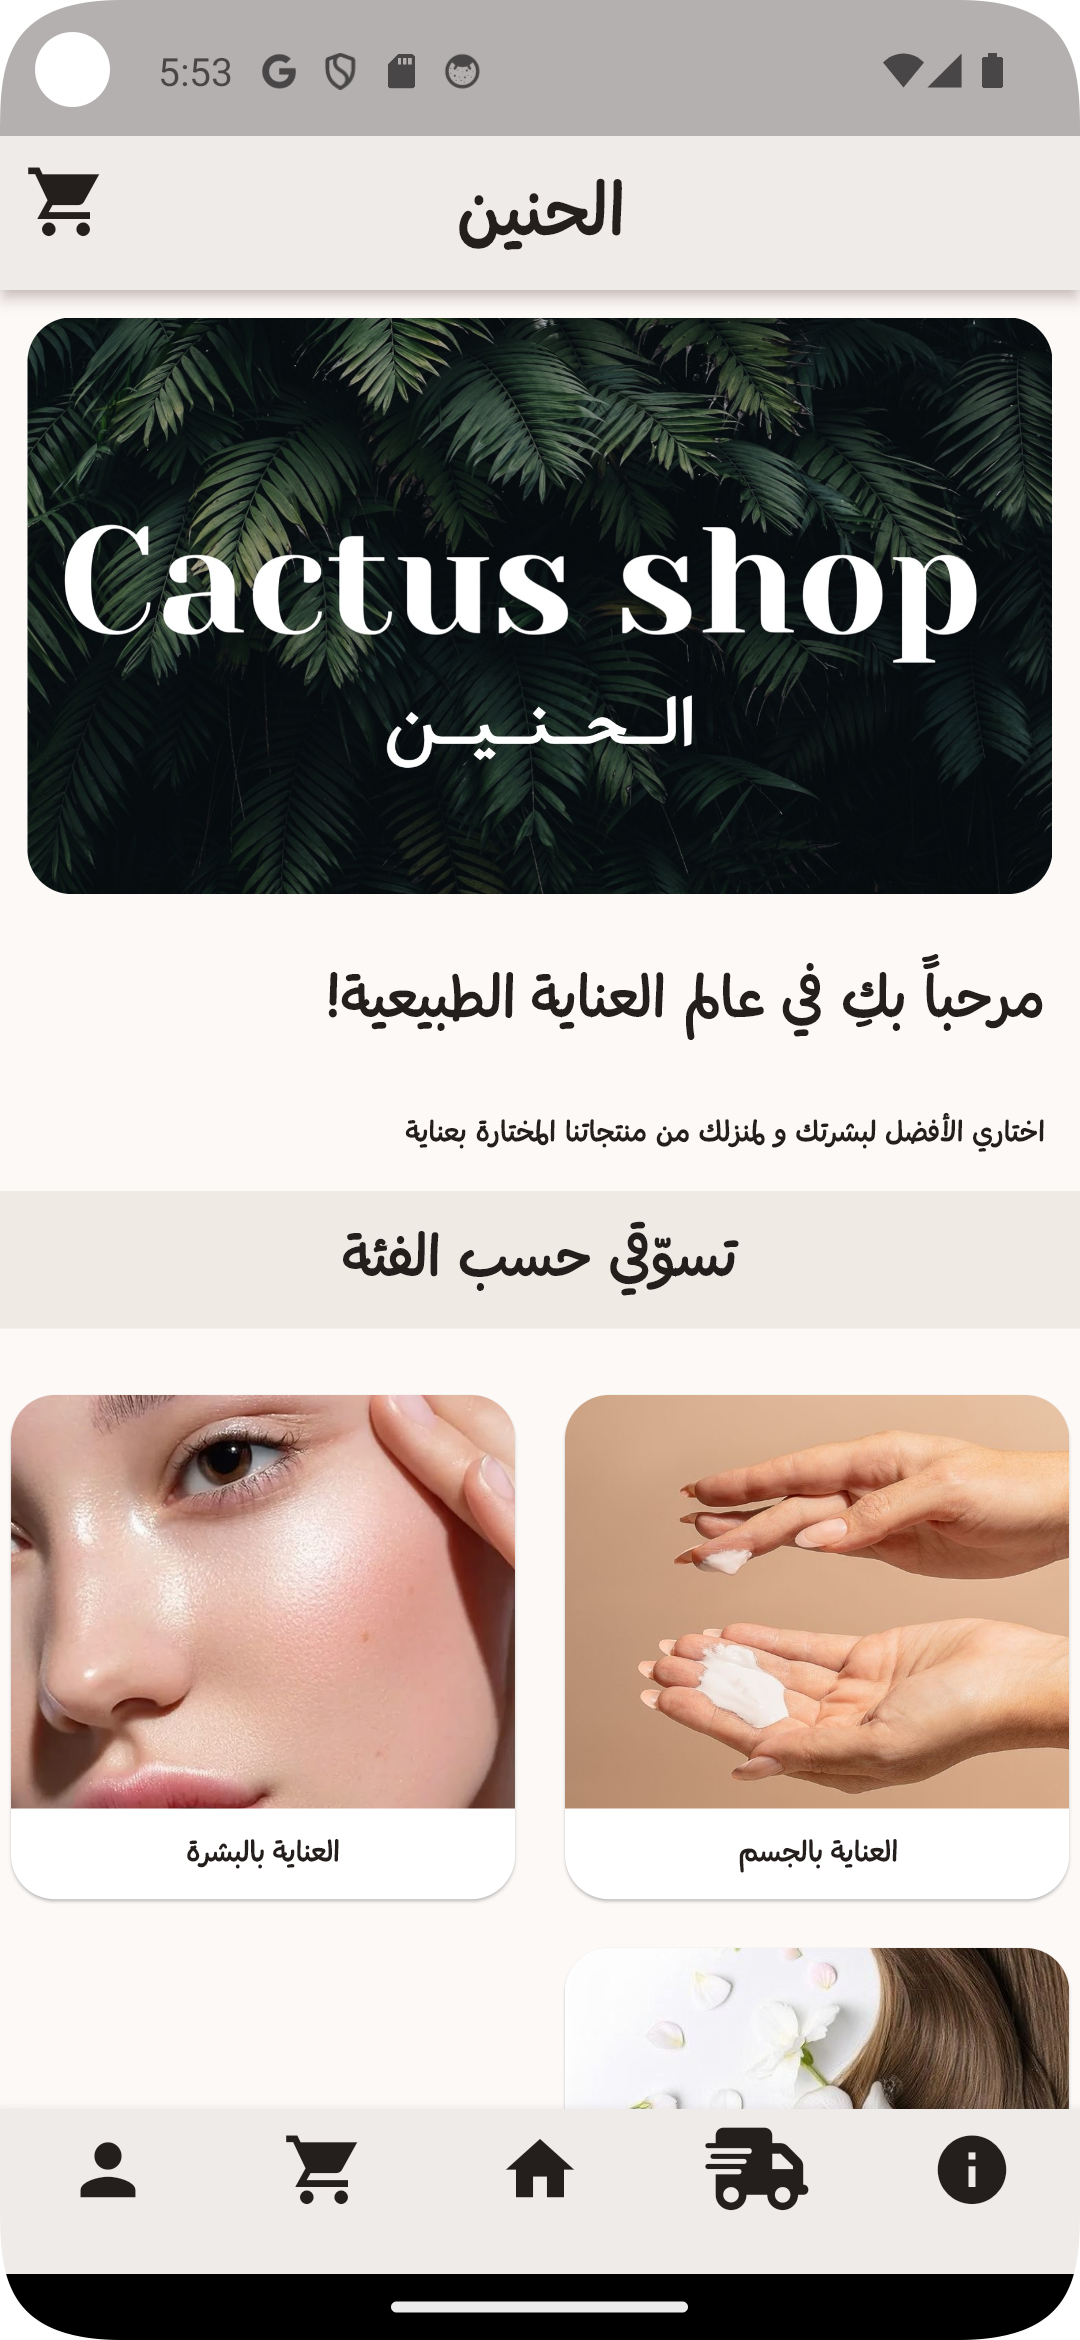 5:53
الحنين
Cactus shop
الـحـنـيـن
مرحباً بكِ في عالم العناية الطبيعية!
اختاري الأفضل لبشرتك و لمنزلك من منتجاتنا المختارة بعناية
تسوّقي حسب الفئة
العناية بالجسم
العناية بالبشرة